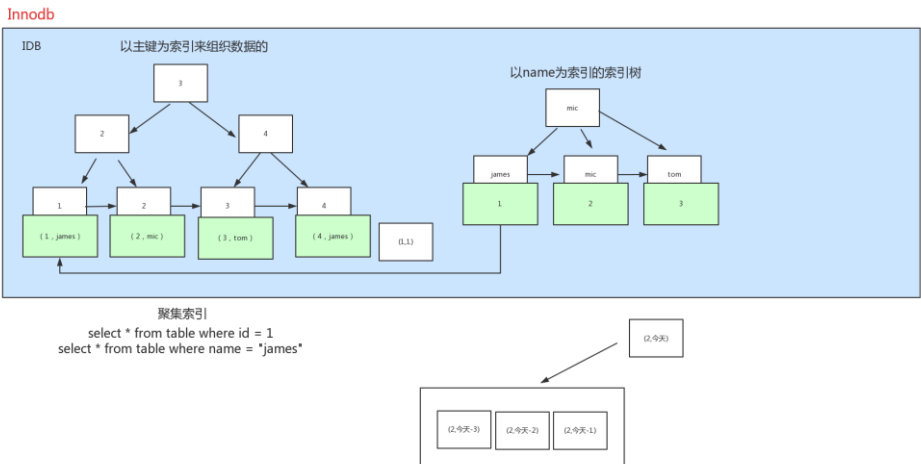 Innodb
IDB
以主键为索引来组织数据的
以name为索引的索引树
3
mic
2
4
james
mic
tom
1
2
3
4
1
2
3
(1，james)
(2，mic)
(3，tom)
(4，james)
(1,1)
聚集索引
select * from table where id = 1
select * from table where name = "james"
(2,今天)
(2,今天-3)
(2,今天-2)
(2,今天-1)